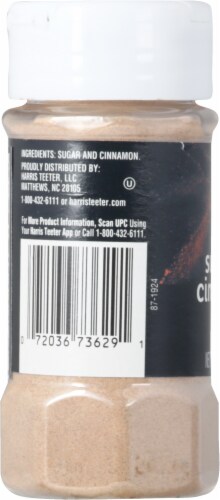 INGREDIENTS: SUGAR AND CINNAMON.
PROUDLY DISTRIBUTED BY:
HARRIS TEETER, LLC
MATTHEWS, NC 28105
1-800-432-6111 or harristeeter.com
U
For More Product Information, Scan UPC Using
Your Harris Teeter App or Call 1-800-432-6111.
87-1924
0 72036 73629 1